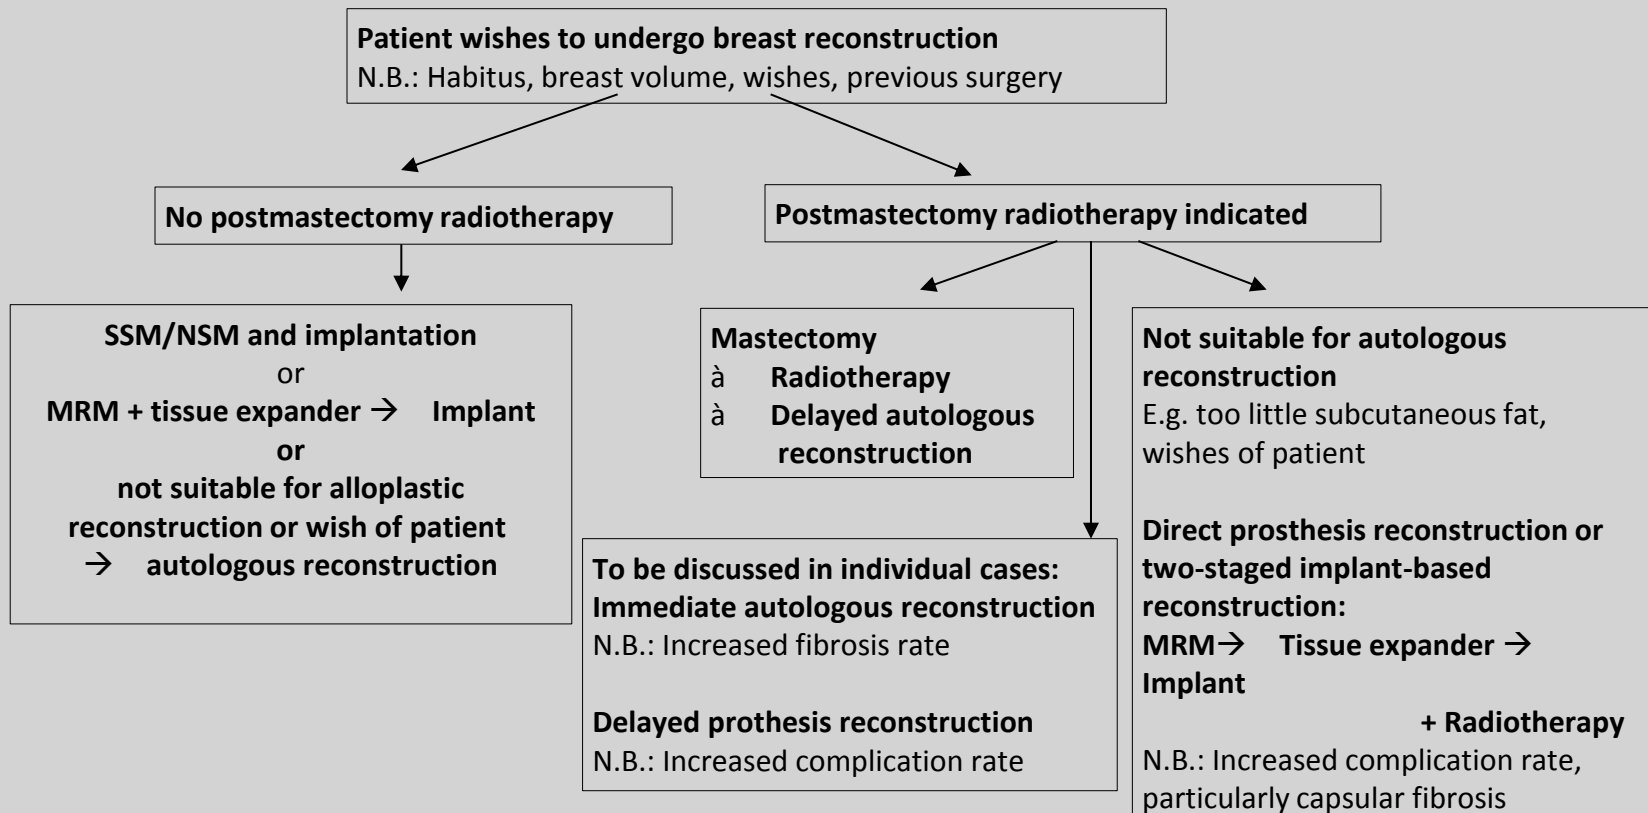 Patient wishes to undergo breast reconstruction
N.B.: Habitus, breast volume, wishes, previous surgery
No postmastectomy radiotherapy
Postmastectomy radiotherapy indicated
SSM/NSM and implantation
or
MRM + tissue expander → Implant
or
not suitable for alloplastic
reconstruction or wish of patient
→ autologous reconstruction
Mastectomy
à Radiotherapy
à Delayed autologous
reconstruction
To be discussed in individual cases:
Immediate autologous reconstruction
N.B.: Increased fibrosis rate
Delayed prothesis reconstruction
N.B.: Increased complication rate
Not suitable for autologous
reconstruction
E.g. too little subcutaneous fat,
wishes of patient
Direct prosthesis reconstruction or
two-staged implant-based
reconstruction:
MRM→ Tissue expander →
Implant
+ Radiotherapy
N.B.: Increased complication rate,
particularly capsular fibrosis